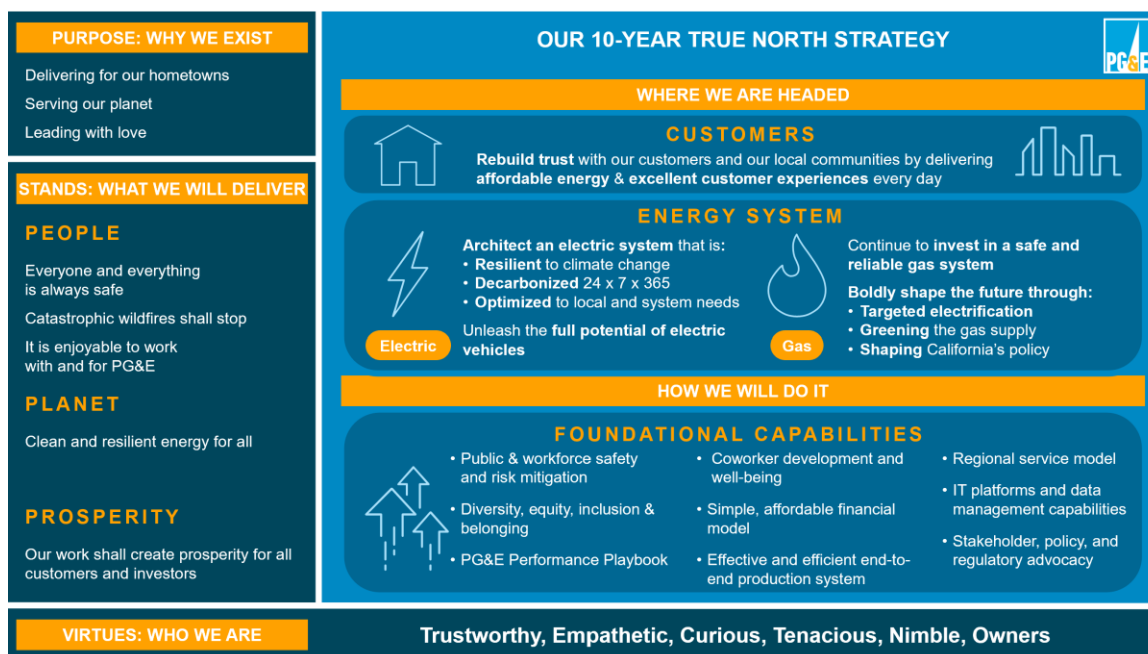 PURPOSE: WHY WE EXIST
Delivering for our hometowns
Serving our planet
Leading with love
STANDS: WHAT WE WILL DELIVER
PEOPLE
Everyone and everything
is always safe
Catastrophic wildfires shall stop
It is enjoyable to work
with and for PG&E
PLANET
Clean and resilient energy for all
PROSPERITY
Our work shall create prosperity for all
customers and investors
OUR 10-YEAR TRUE NORTH STRATEGY
PG&E
WHERE WE ARE HEADED
CUSTOMERS
Rebuild trust with our customers and our local communities by delivering
affordable energy & excellent customer experiences every day
ENERGY SYSTEM
Electric
Architect an electric system that is:
• Resilient to climate change
• Decarbonized 24 x 7 x 365
• Optimized to local and system needs
Unleash the full potential of electric
vehicles
Gas
Continue to invest in a safe and
reliable gas system
Boldly shape the future through:
• Targeted electrification
• Greening the gas supply
• Shaping California's policy
HOW WE WILL DO IT
FOUNDATIONAL CAPABILITIES
• Public & workforce safety
and risk mitigation
• Diversity, equity, inclusion &
belonging
• PG&E Performance Playbook
• Coworker development and
well-being
• Simple, affordable financial
model
• Effective and efficient end-to-
end production system
• Regional service model
• IT platforms and data
management capabilities
• Stakeholder, policy, and
regulatory advocacy
VIRTUES: WHO WE ARE
Trustworthy, Empathetic, Curious, Tenacious, Nimble, Owners